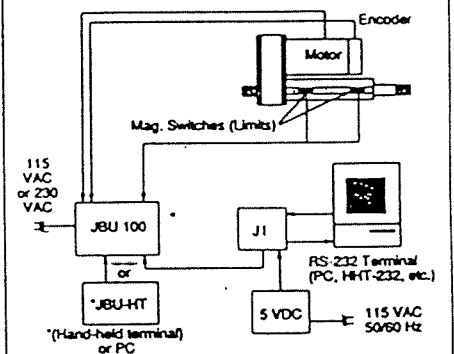 Encoder
Motor
Mag. Switches (Limits)
115
VAC
or 230
VAC
JBU 100
*
J1
RS-232 Terminal
(PC, HHT-232, etc.)
or
*JBU-HT
*(Hand-held terminal)
or PC
5 VDC
115 VAC
50/60 Hz